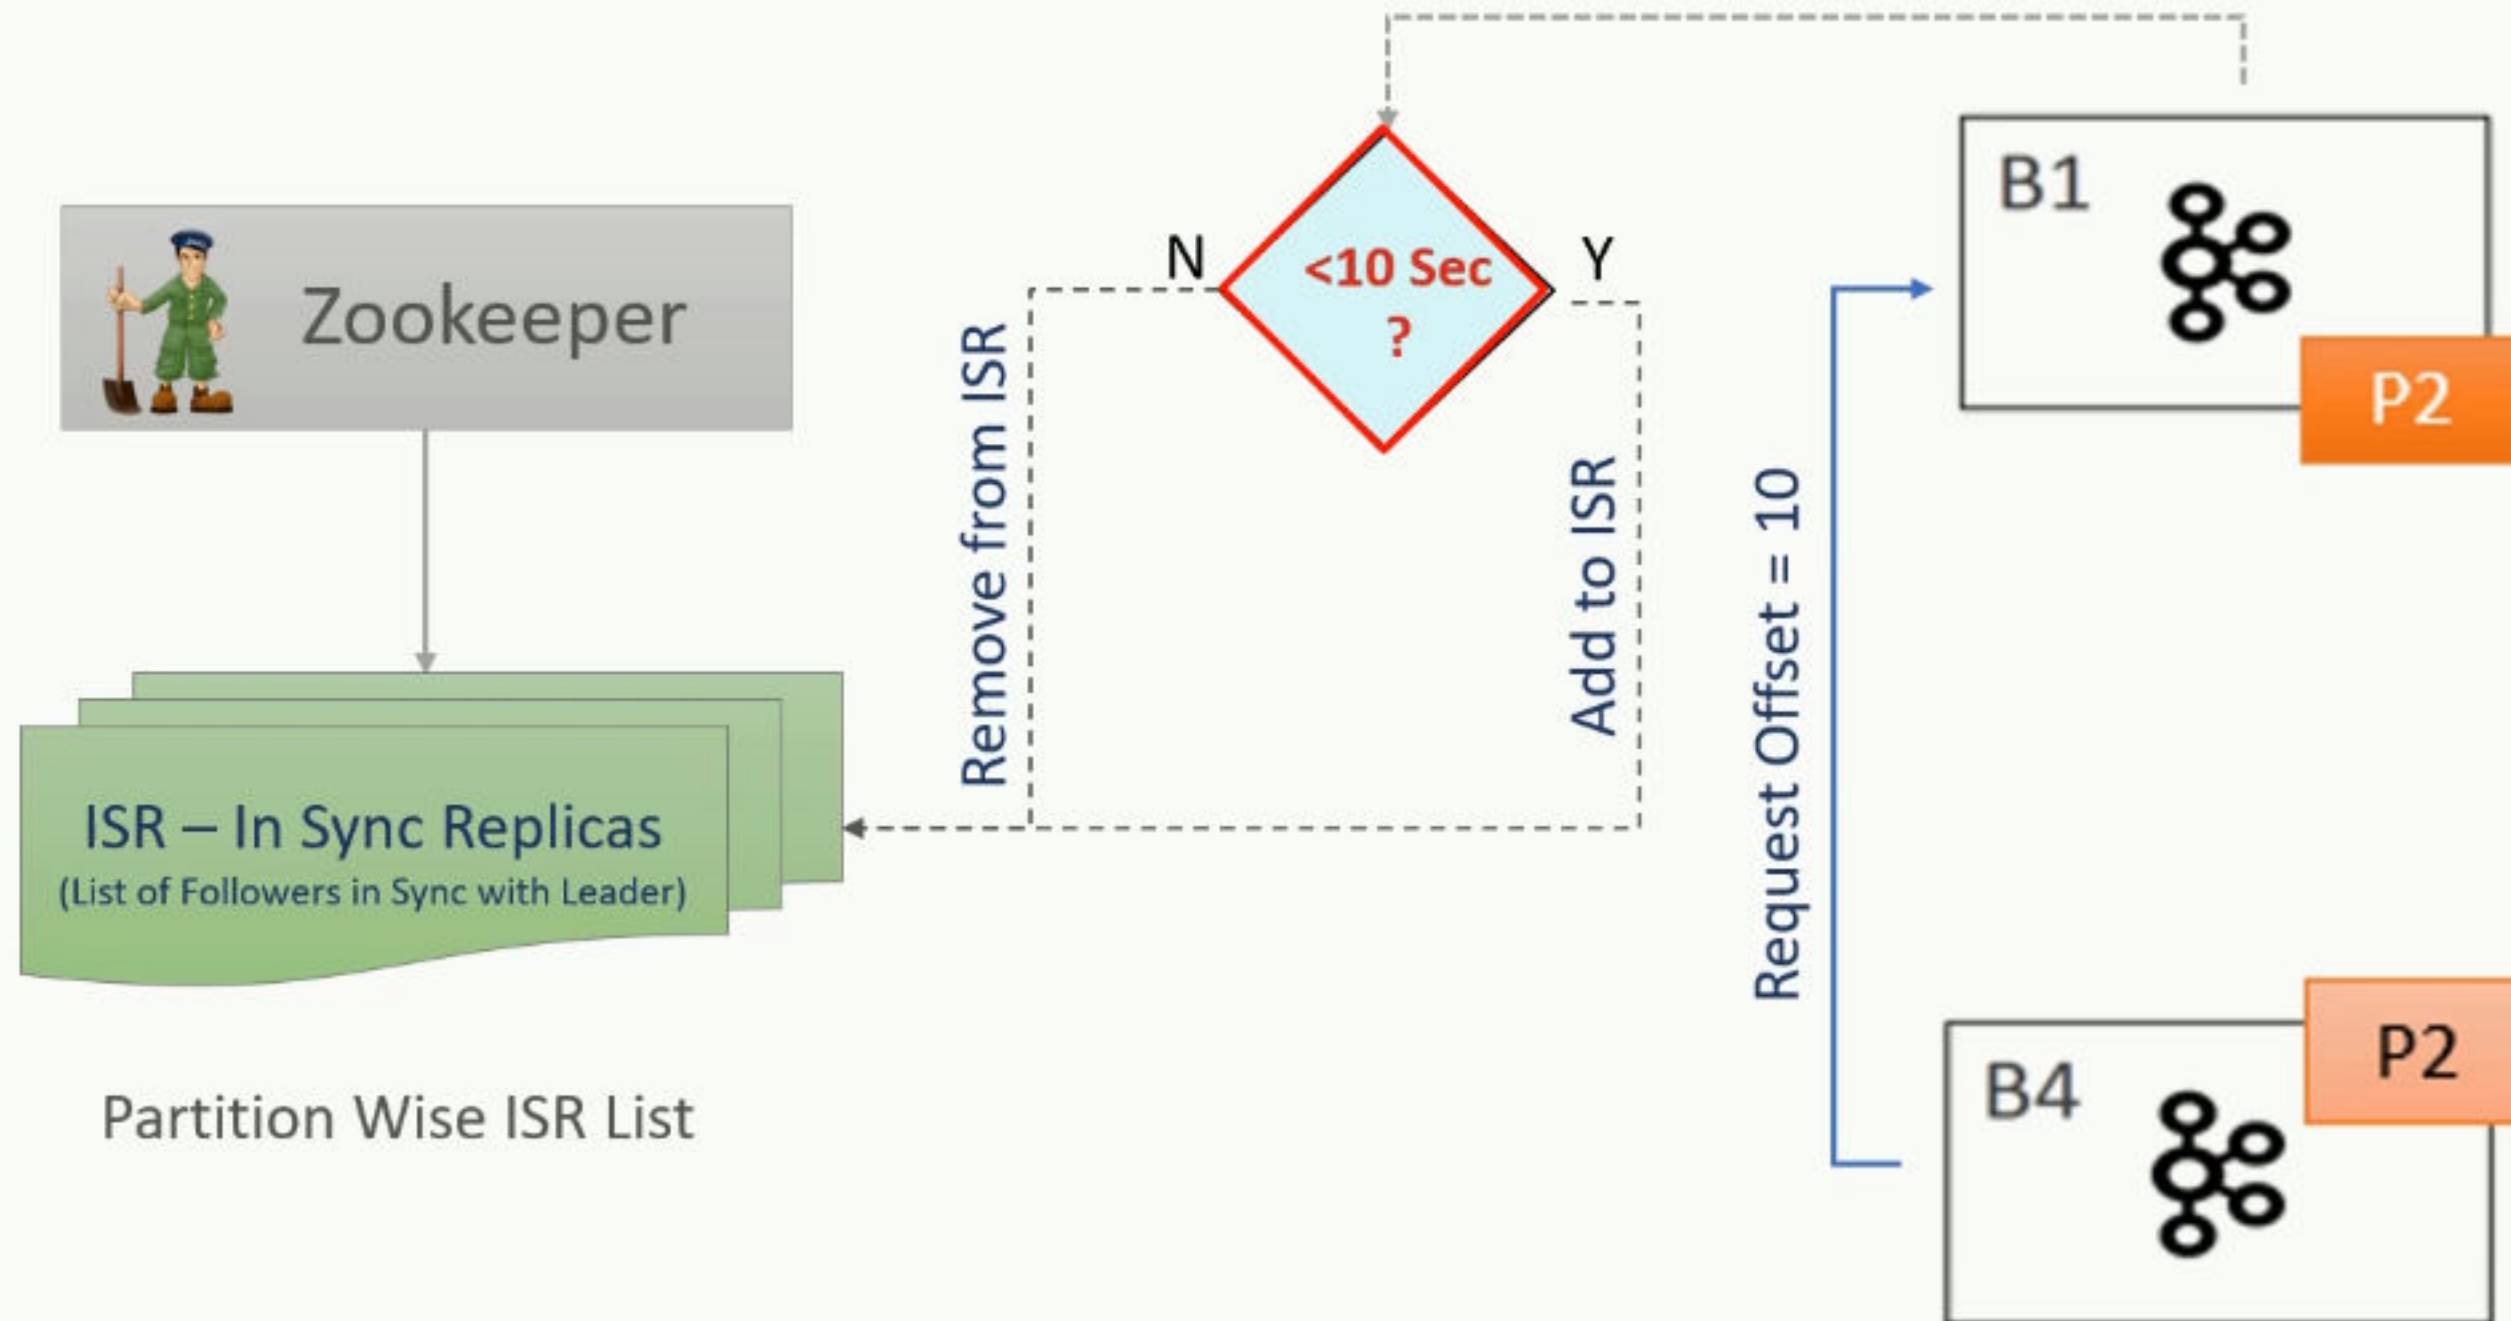 Zookeeper
ISR – In Sync Replicas
(List of Followers in Sync with Leader)
Partition Wise ISR List
N
<10 Sec
?
Y
Remove from ISR
Add to ISR
Request Offset = 10
B1
P2
B4
P2